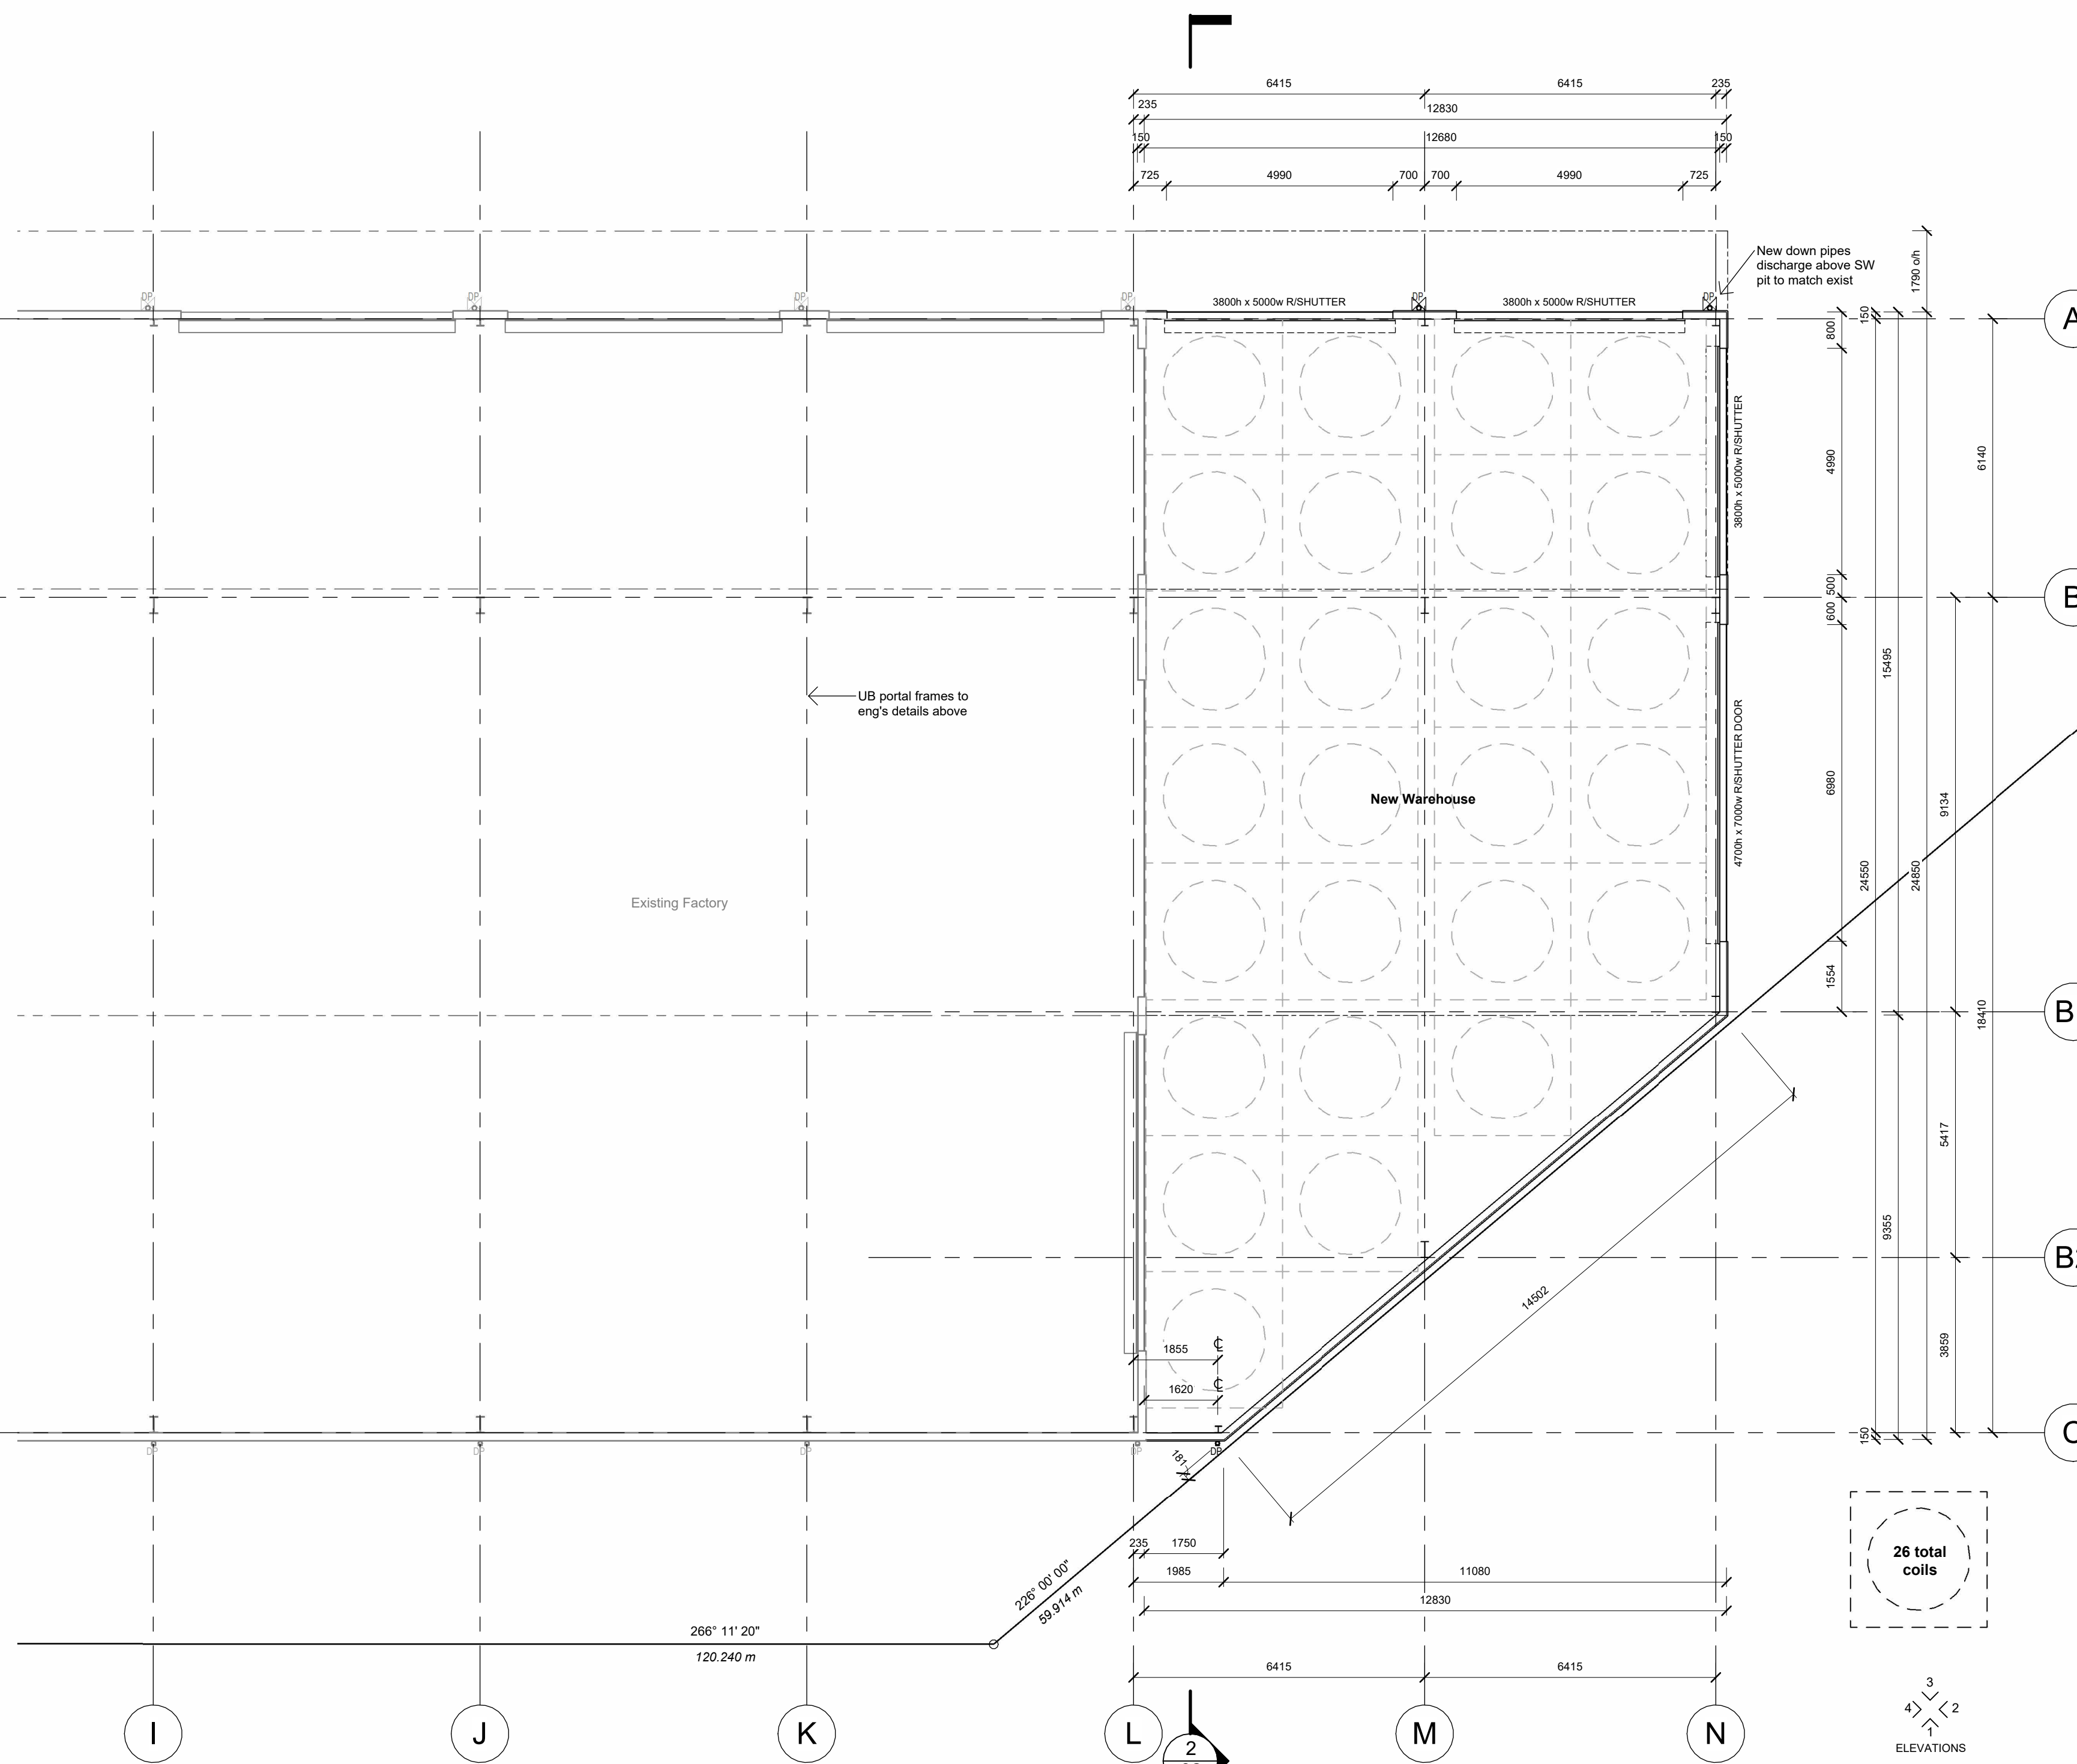 6415
6415
235
235
12830
150
12680
150
725
4990
700
700
4990
725
New down pipes
discharge above SW
pit to match exist
1790 o/h
DP
DP
DP
DP
3800h x 5000w R/SHUTTER
DP
3800h x 5000w R/SHUTTER
DP
150
800
A
3800h x 5000w R/SHUTTER
4990
6140
500
600
B
15495
UB portal frames to
eng's details above
4700h x 7000w R/SHUTTER DOOR
6980
New Warehouse
9134
24550
24850
Existing Factory
1554
18410
B
5417
9355
B
14502
3859
1855
℄
1620
℄
150
C
DP
DP
DP
DP
DP
181
235
1750
1985
11080
12830
26 total
coils
226° 00' 00"
59.914 m
266° 11' 20"
120.240 m
6415
6415
3
4
2
1
ELEVATIONS
I
J
K
L
M
N
2